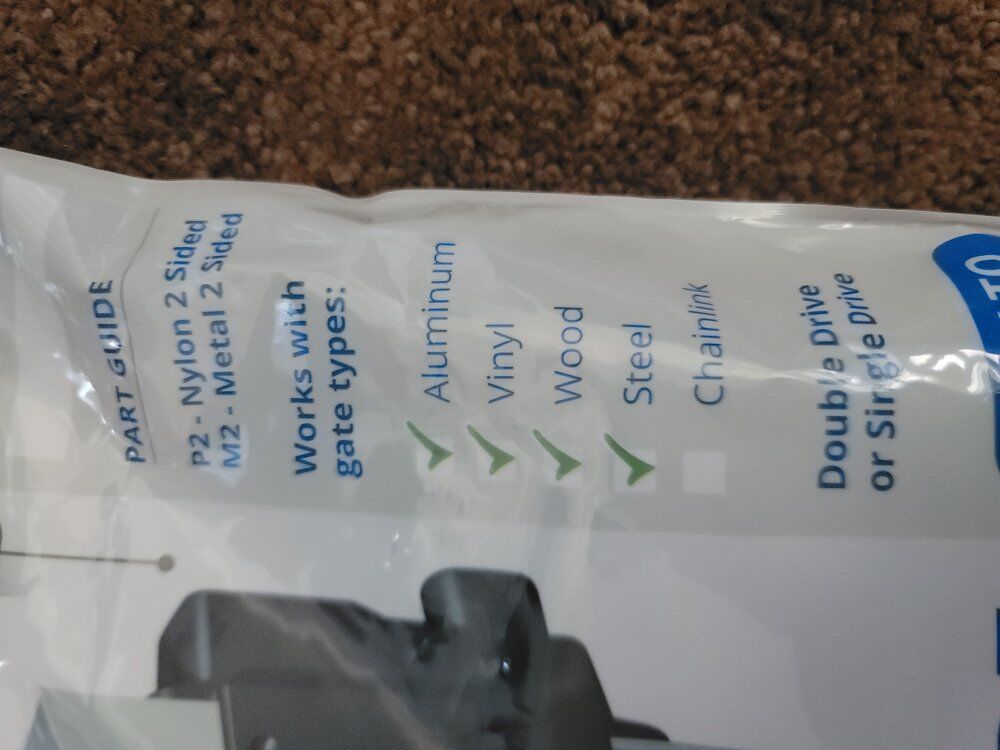 PART GUIDE
P2 - Nylon 2 Sided
M2 - Metal 2 Sided
Works with
gate types:
Aluminum
Vinyl
Wood
Steel
Chainlink
Double Drive
or Single Drive
TO